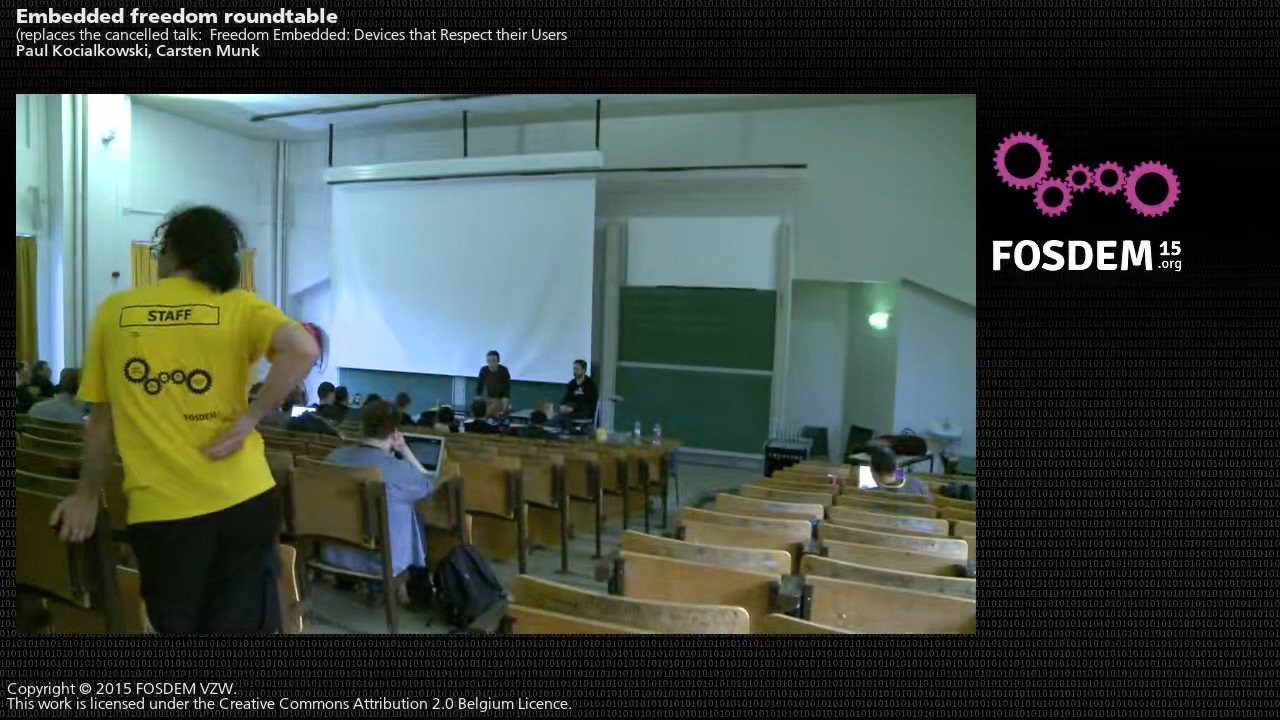 Embedded freedom roundtable
(replaces the cancelled talk:  Freedom Embedded: Devices that Respect their Users
Paul Kocialkowski, Carsten Munk
STAFF
FOSDEM
FOSDEM 15
.org
Copyright © 2015 FOSDEM VZW.
This work is licensed under the Creative Commons Attribution 2.0 Belgium Licence.